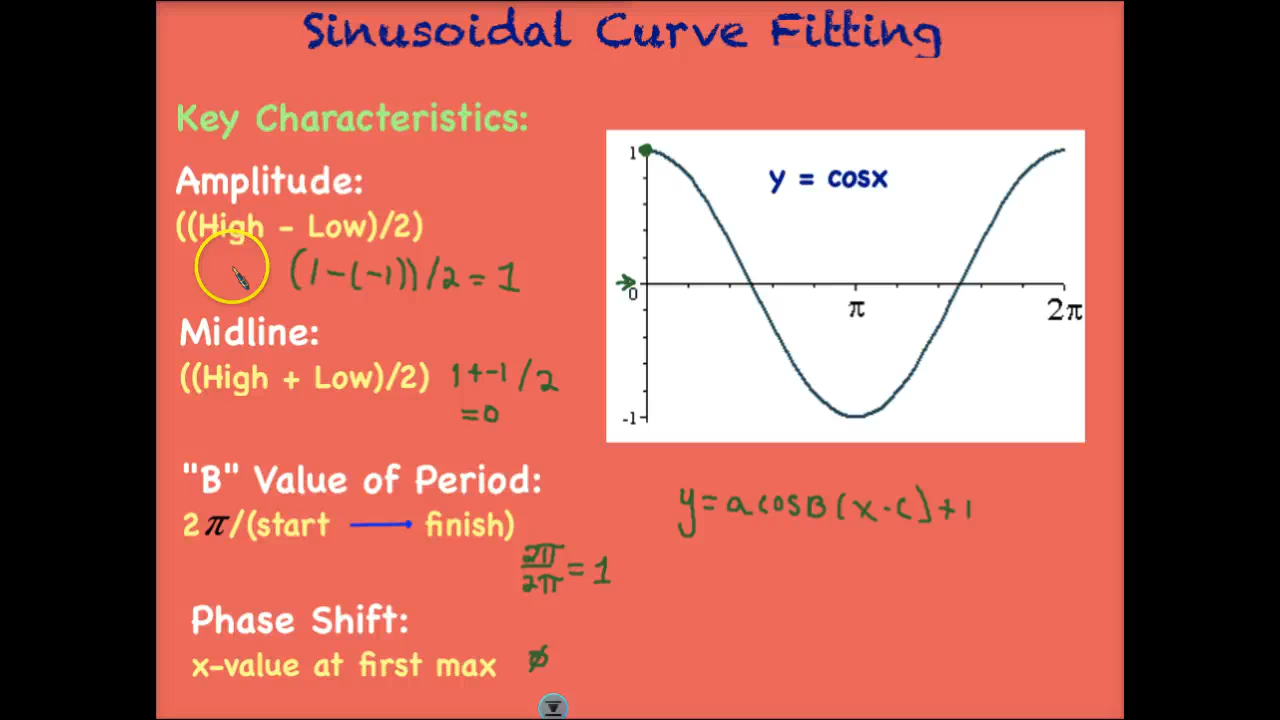 Sinusoidal Curve Fitting
Key Characteristics:
Amplitude:
((High - Low)/2)
(1-(-1))/2=1
Midline:
((High + Low)/2)
1+-1/2
=0
"B" Value of Period:
2π/(start → finish)
2π/2π=1
Phase Shift:
x-value at first max
0
1
y = cosx
0
π
2π
-1
y=acosB(x-c)+1